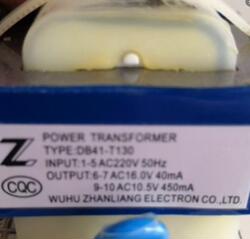 POWER TRANSFORMER
TYPE:DB41-T130
INPUT:1-5 AC220V 50Hz
OUTPUT:6-7 AC16.0V 40mA
9-10 AC10.5V 450mA
CQC
WUHU ZHANLIANG ELECTRON CO.,LTD.